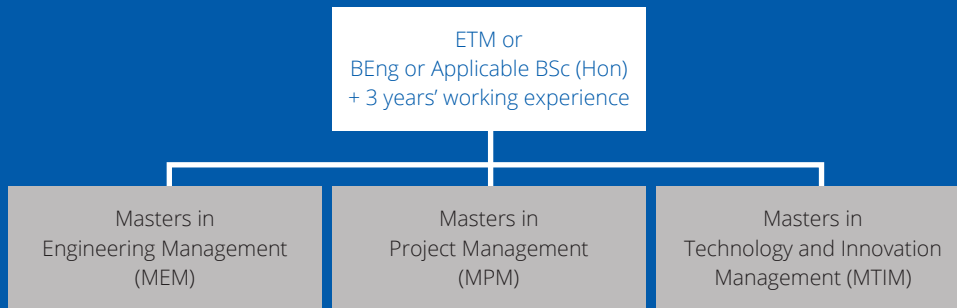 ETM or
BEng or Applicable BSc (Hon)
+ 3 years’ working experience
Masters in
Engineering Management
(MEM)
Masters in
Project Management
(MPM)
Masters in
Technology and Innovation
Management (MTIM)